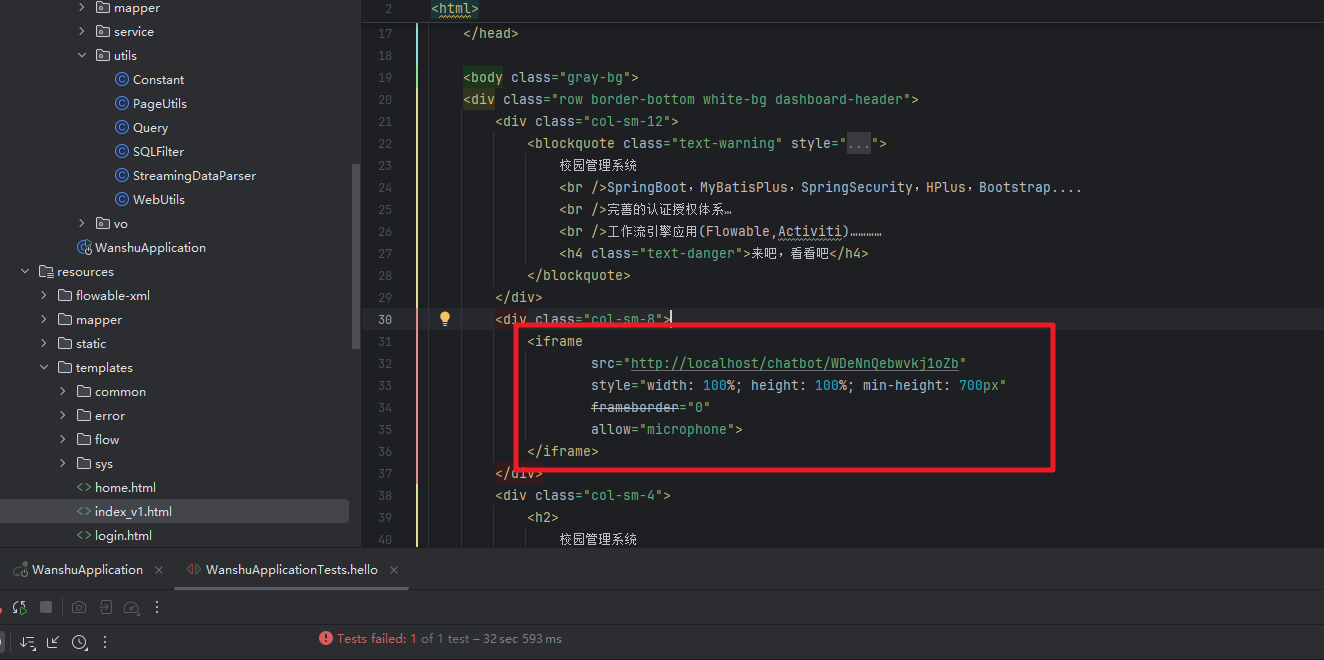 mapper
service
utils
Constant
PageUtils
Query
SQLFilter
StreamingDataParser
WebUtils
vo
WanshuApplication
resources
flowable-xml
mapper
static
templates
common
error
flow
sys
home.html
index_v1.html
login.html
2 <html>
17 </head>
18
19 <body class="gray-bg">
20 <div class="row border-bottom white-bg dashboard-header">
21 <div class="col-sm-12">
22 <blockquote class="text-warning" style="...">
23 校园管理系统
24 <br />SpringBoot，MyBatisPlus，SpringSecurity，HPlus，Bootstrap....
25 <br />完善的认证授权体系…
26 <br />工作流引擎应用(Flowable,Activiti)…………
27 <h4 class="text-danger">来吧，看看吧</h4>
28 </blockquote>
29 </div>
30 <div class="col-sm-8">
31 <iframe
32 src="http://localhost/chatbot/WDeNnQebwvkj1oZb"
33 style="width: 100%; height: 100%; min-height: 700px"
34 frameborder="0"
35 allow="microphone">
36 </iframe>
37 </div>
38 <div class="col-sm-4">
39 <h2>
40 校园管理系统
WanshuApplication
WanshuApplicationTests.hello
Tests failed: 1 of 1 test – 32 sec 593 ms